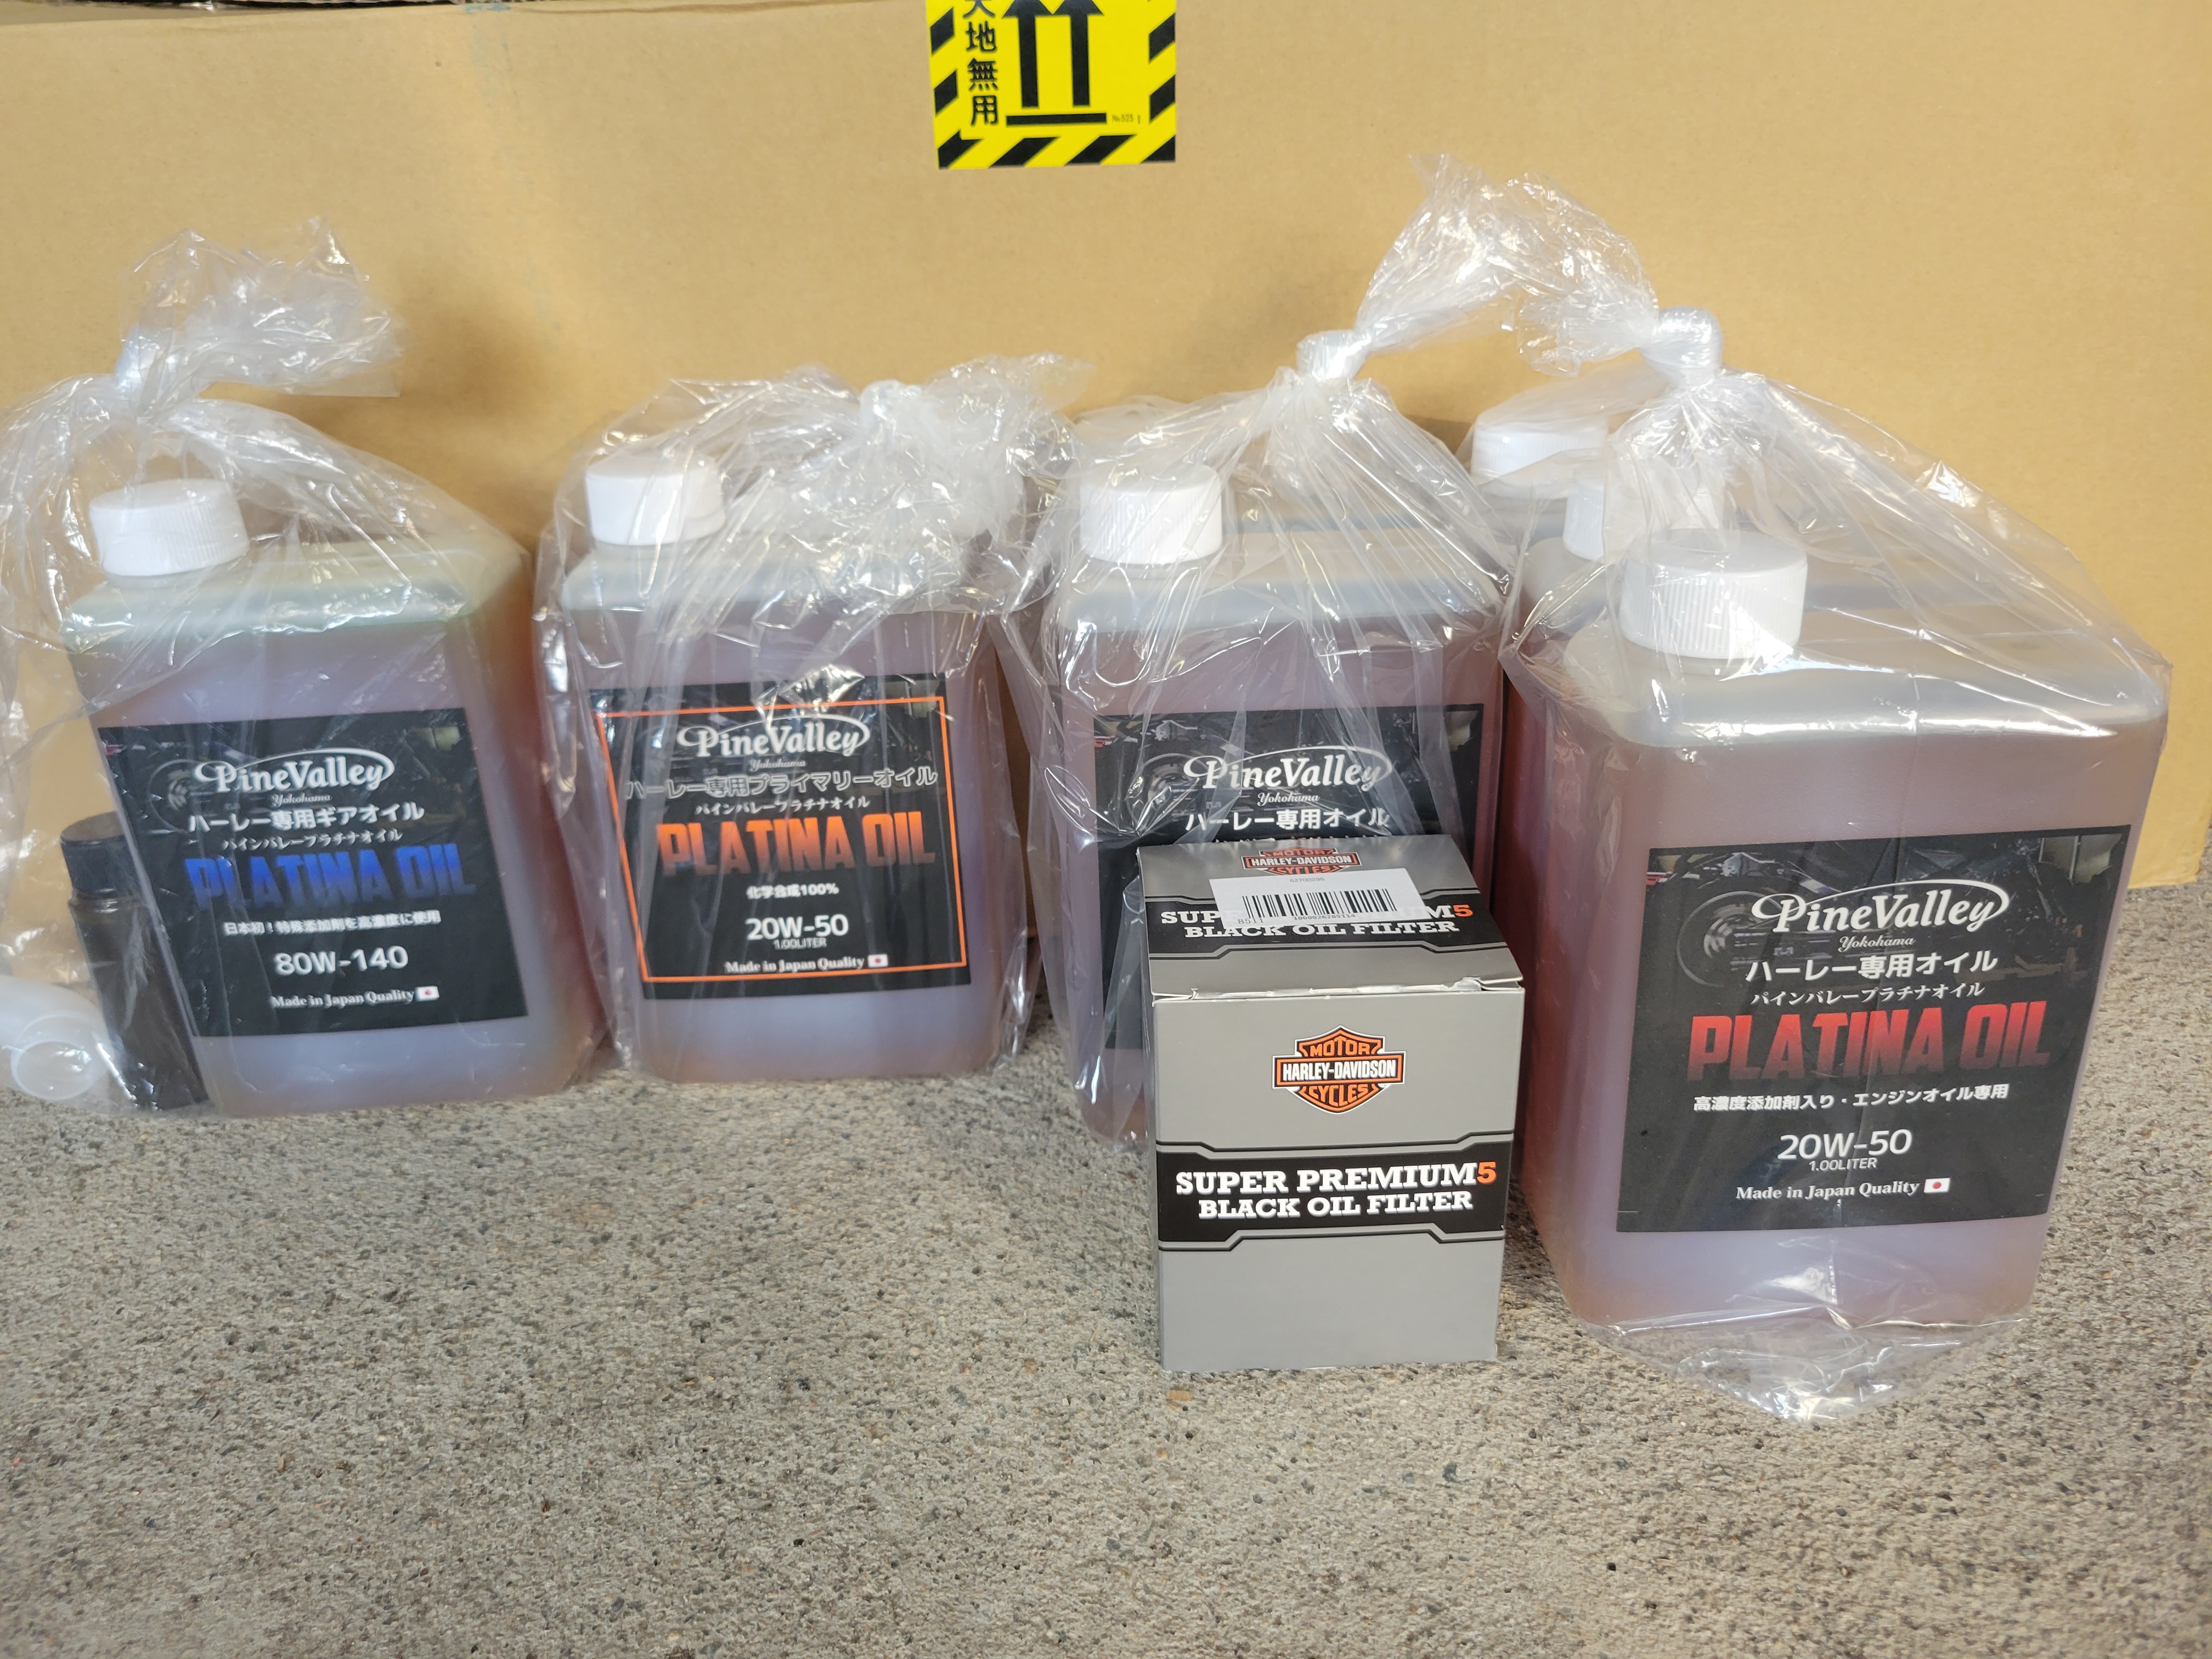 地無用
No.525
PineValley
Yokohama
ハーレー専用ギアオイル
パインバレープラチナオイル
PLATINA OIL
日本初！特殊添加剤を高濃度に使用
80W-140
Made in Japan Quality
PineValley
Yokohama
ハーレー専用プライマリーオイル
パインバレープラチナオイル
PLATINA OIL
化学合成100%
20W-50
1.00LITER
Made in Japan Quality
PineValley
Yokohama
ハーレー専用オイル
MOTOR
HARLEY-DAVIDSON
CYCLES
8511
5
BLACK OIL FILTER
MOTOR
HARLEY-DAVIDSON
CYCLES
SUPER PREMIUM5
BLACK OIL FILTER
PineValley
Yokohama
ハーレー専用オイル
パインバレープラチナオイル
PLATINA OIL
高濃度添加剤入り・エンジンオイル専用
20W-50
1.00LITER
Made in Japan Quality